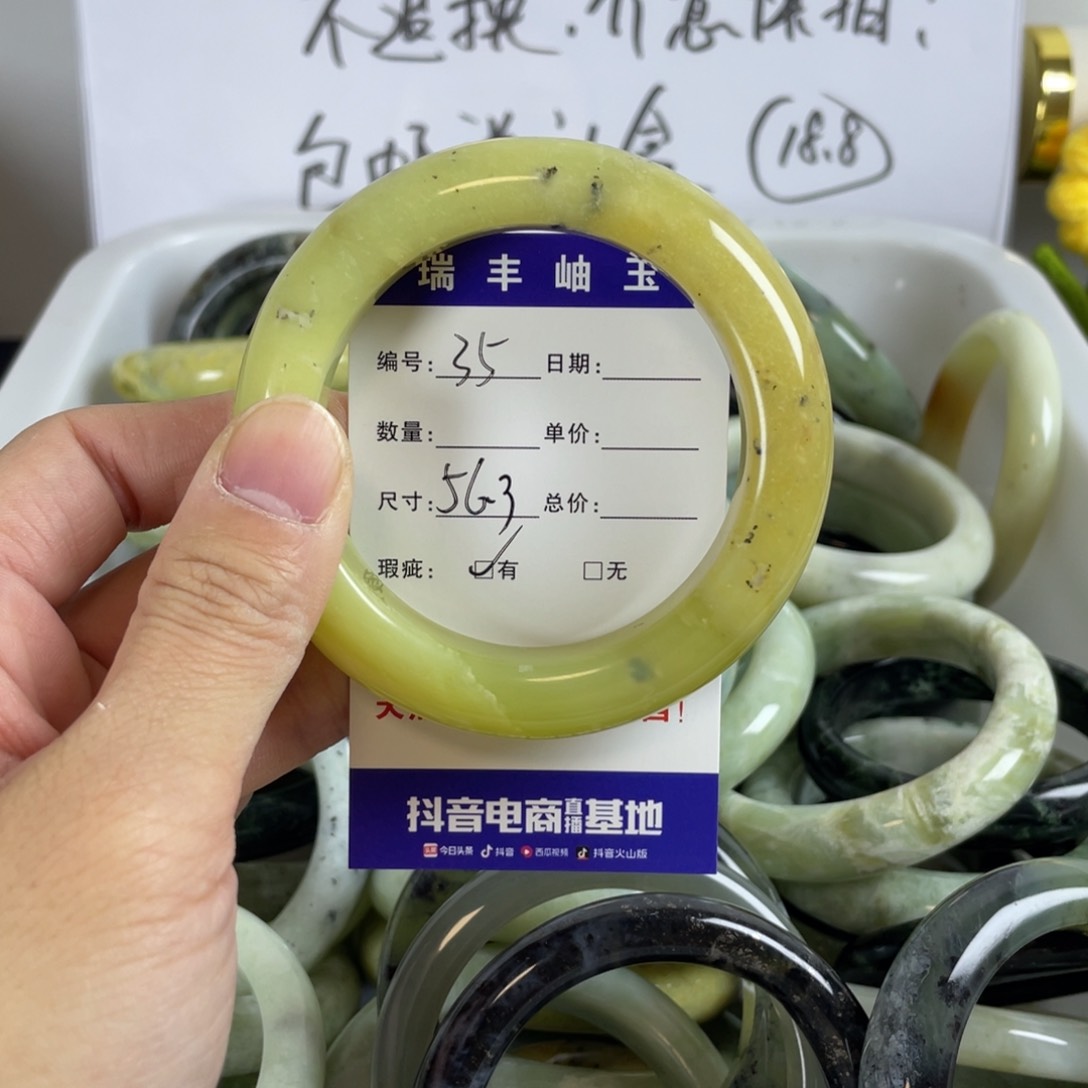 不退换.介意慎拍!
包邮送礼盒 18.8
瑞丰岫玉
编号: 35 日期:
数量: 单价:
尺寸: 56.3 总价:
瑕疵: ☑有 □无
抖音电商直播基地
今日头条 抖音 西瓜视频 抖音火山版